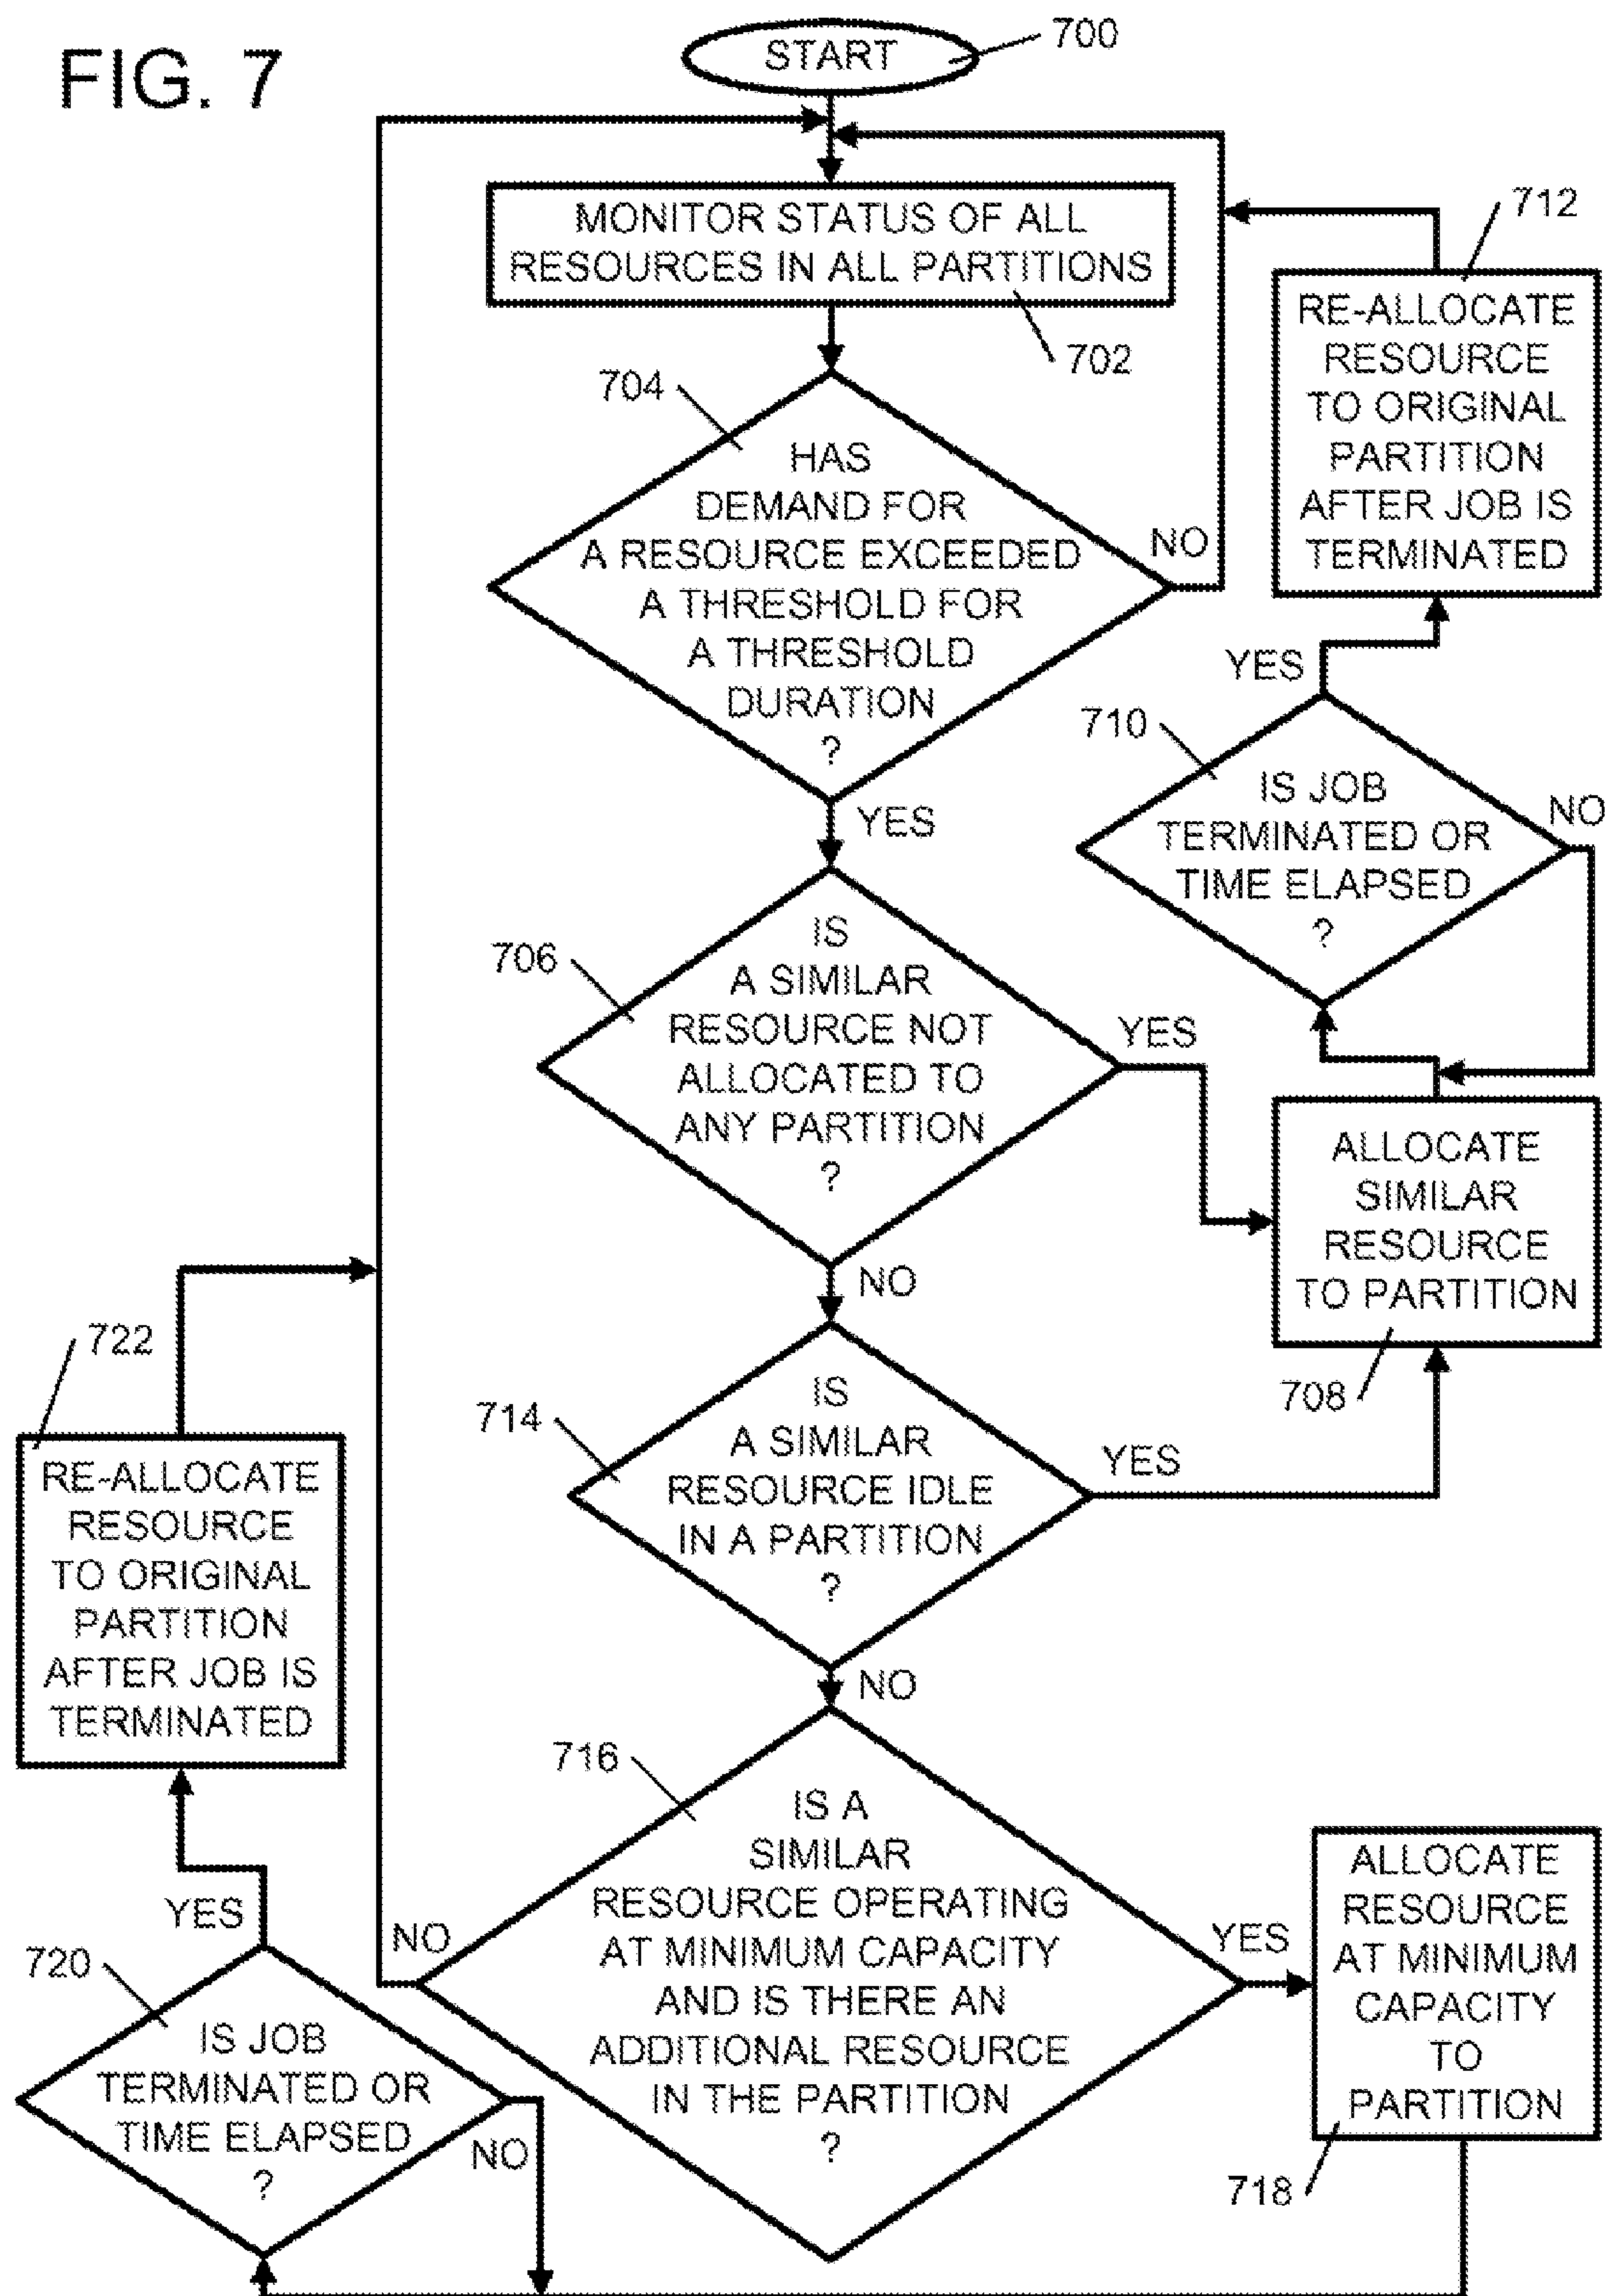 FIG. 7
START
700
MONITOR STATUS OF ALL
RESOURCES IN ALL PARTITIONS
702
704
HAS
DEMAND FOR
A RESOURCE EXCEEDED
A THRESHOLD FOR
A THRESHOLD
DURATION
?
NO
YES
706
IS
A SIMILAR
RESOURCE NOT
ALLOCATED TO
ANY PARTITION
?
YES
NO
708
ALLOCATE
SIMILAR
RESOURCE
TO PARTITION
710
IS JOB
TERMINATED OR
TIME ELAPSED
?
NO
YES
712
RE-ALLOCATE
RESOURCE
TO ORIGINAL
PARTITION
AFTER JOB IS
TERMINATED
714
IS
A SIMILAR
RESOURCE IDLE
IN A PARTITION
?
YES
NO
716
IS A
SIMILAR
RESOURCE OPERATING
AT MINIMUM CAPACITY
AND IS THERE AN
ADDITIONAL RESOURCE
IN THE PARTITION
?
NO
YES
ALLOCATE
RESOURCE
AT MINIMUM
CAPACITY
TO
PARTITION
718
720
IS JOB
TERMINATED OR
TIME ELAPSED
?
NO
YES
722
RE-ALLOCATE
RESOURCE
TO ORIGINAL
PARTITION
AFTER JOB IS
TERMINATED